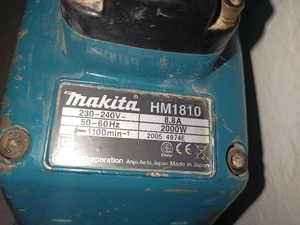 makita HM1810
230-240V~ 8.8A
50-60Hz 2000W
1100min-1 2005 4974E
Corporation Anjo, Aichi, Japan Made in Japan